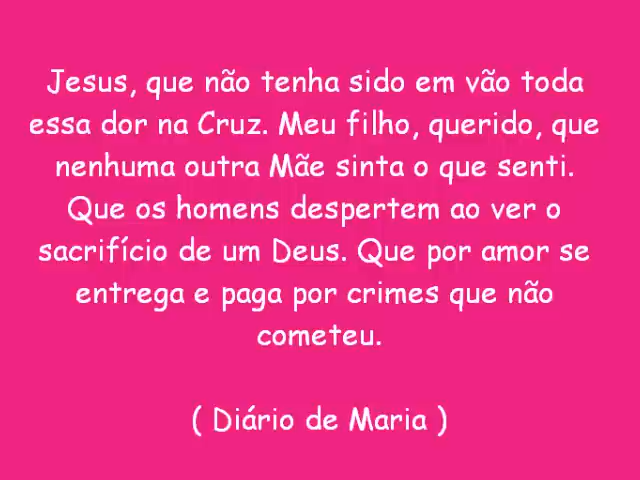 Jesus, que não tenha sido em vão toda
essa dor na Cruz. Meu filho, querido, que
nenhuma outra Mãe sinta o que senti.
Que os homens despertem ao ver o
sacrifício de um Deus. Que por amor se
entrega e paga por crimes que não
cometeu.
( Diário de Maria )